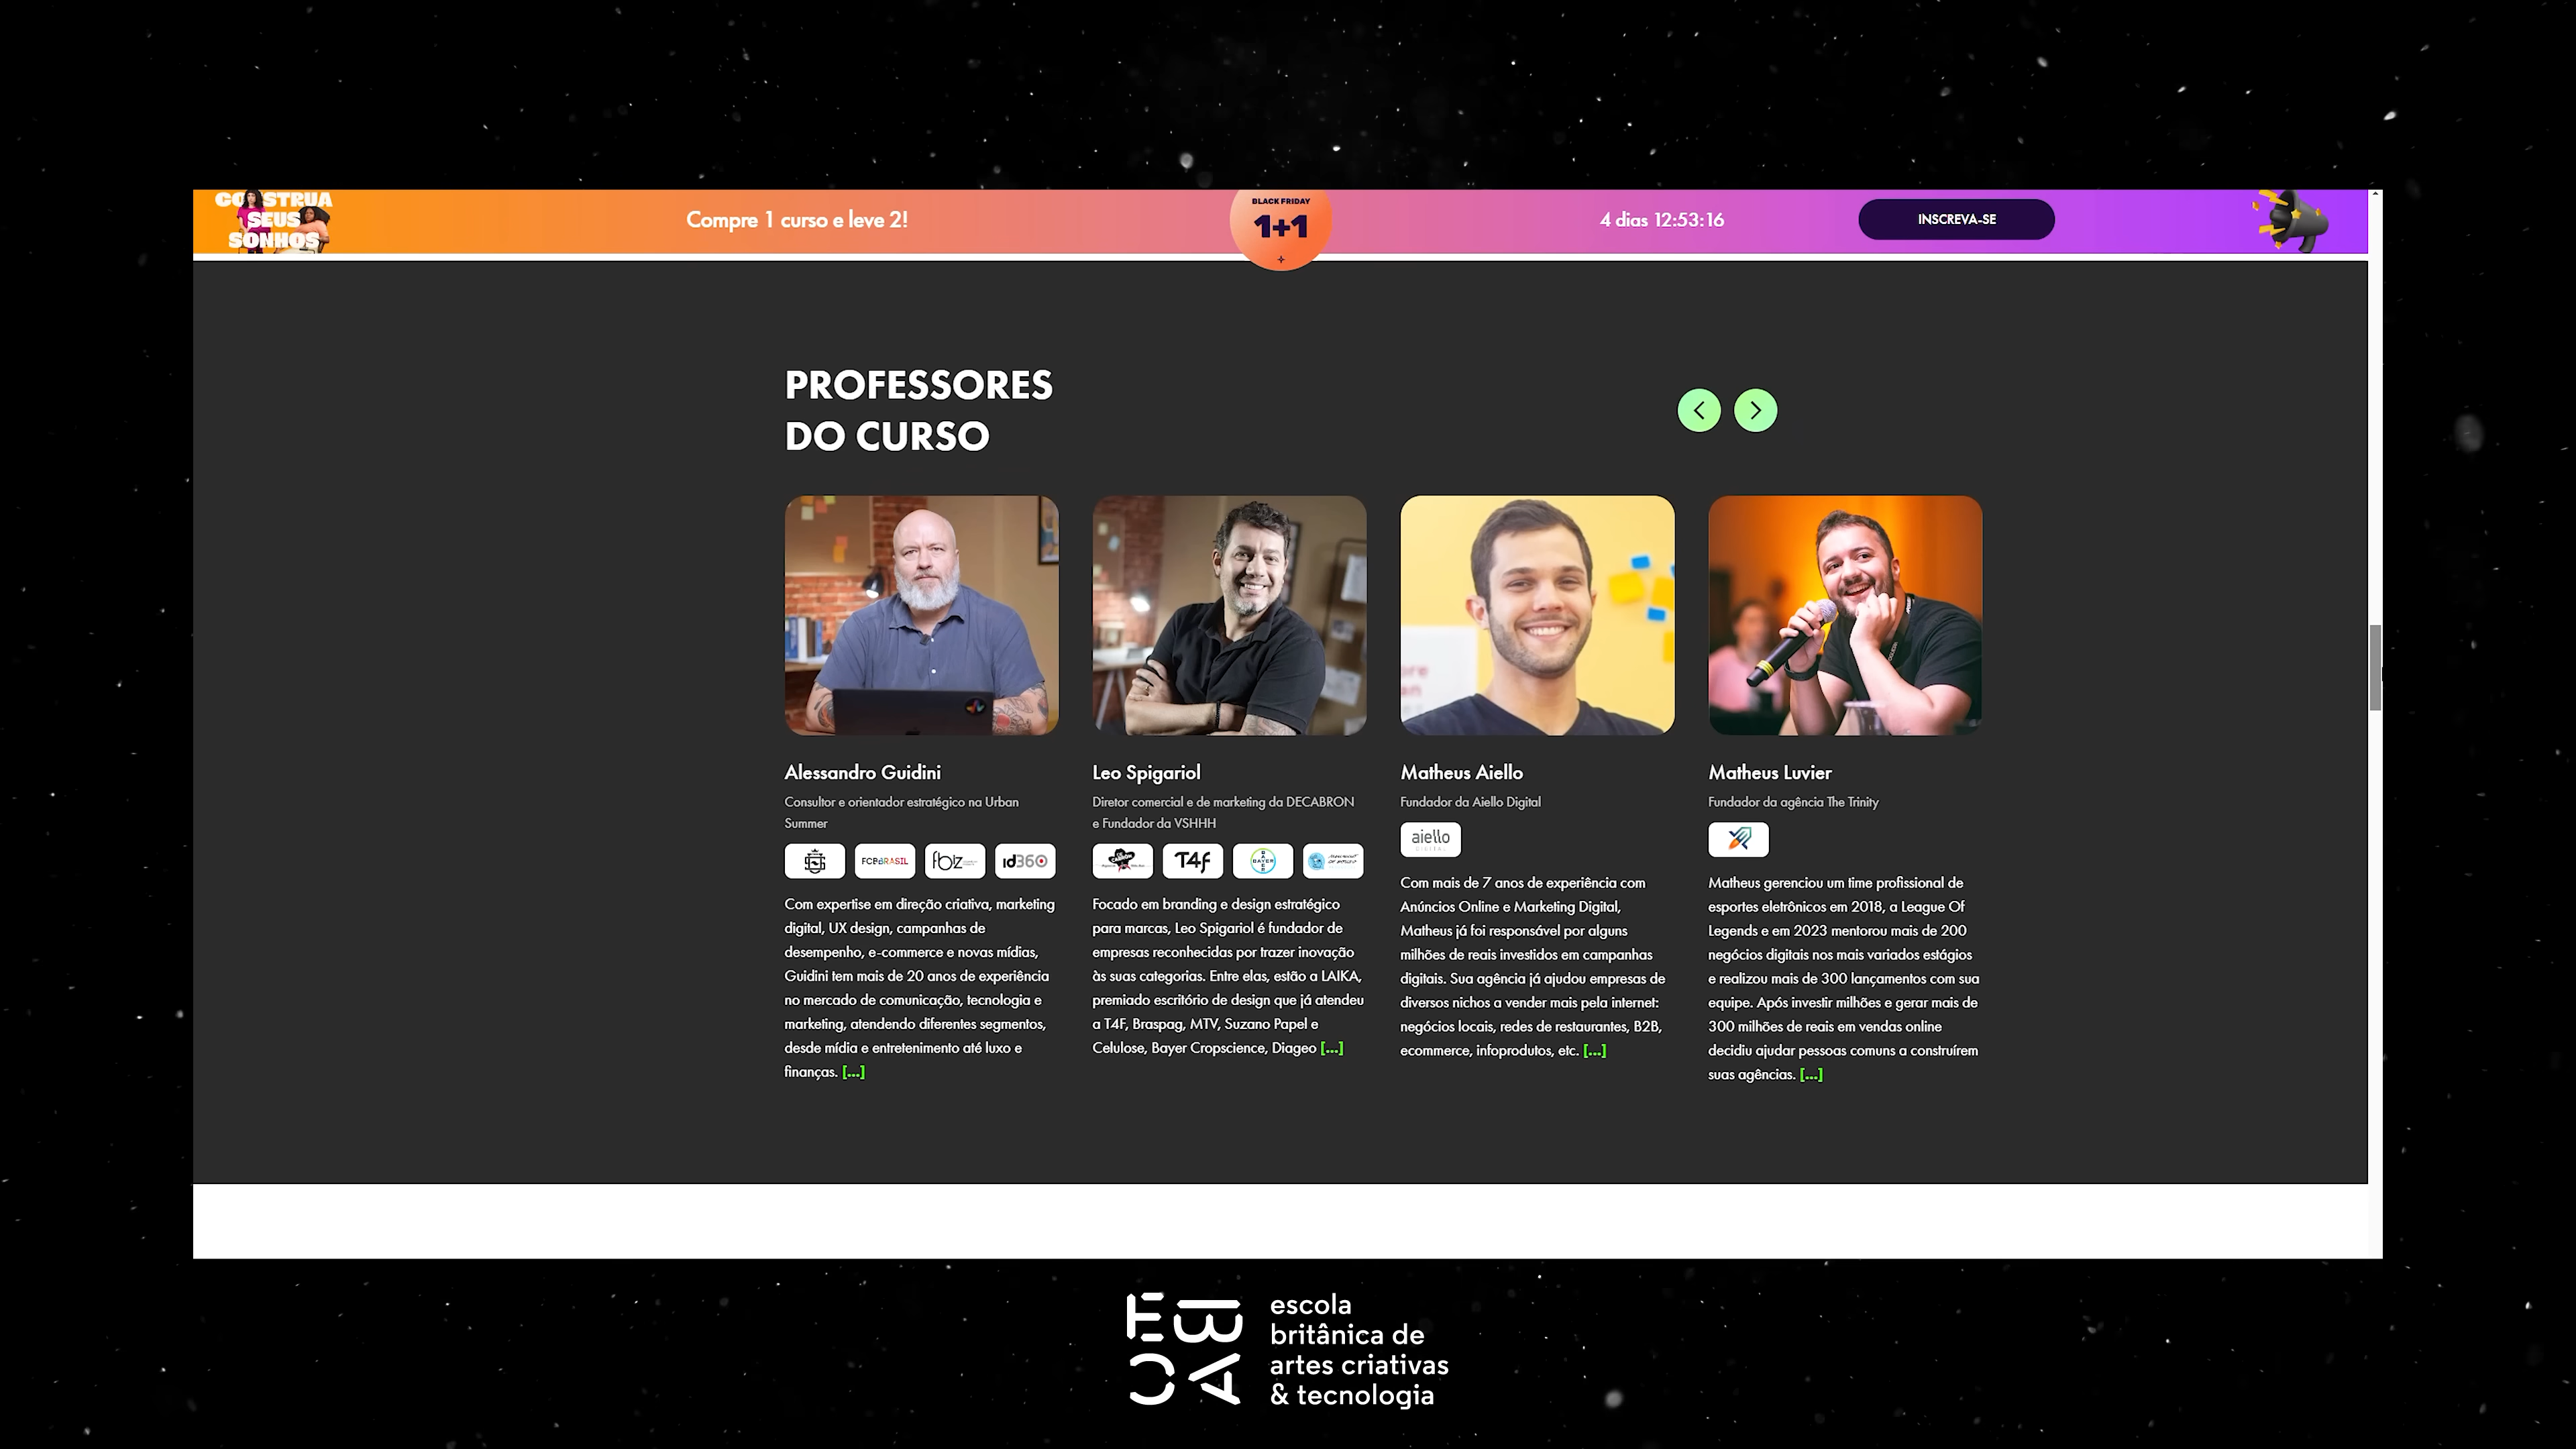 CONSTRUA
SEUS
SONHOS
Compre 1 curso e leve 2!
BLACK FRIDAY
1+1
4 dias 12:53:16
INSCREVA-SE
PROFESSORES
DO CURSO
Alessandro Guidini
Consultor e orientador estratégico na Urban
Summer
FCB BRASIL
fbiz
id360
Com expertise em direção criativa, marketing
digital, UX design, campanhas de
desempenho, e-commerce e novas mídias,
Guidini tem mais de 20 anos de experiência
no mercado de comunicação, tecnologia e
marketing, atendendo diferentes segmentos,
desde mídia e entretenimento até luxo e
finanças. [...]
Leo Spigariol
Diretor comercial e de marketing da DECABRON
e Fundador da VSHHH
T4f
BAYER
Focado em branding e design estratégico
para marcas, Leo Spigariol é fundador de
empresas reconhecidas por trazer inovação
às suas categorias. Entre elas, estão a LAIKA,
premiado escritório de design que já atendeu
a T4F, Braspag, MTV, Suzano Papel e
Celulose, Bayer Cropscience, Diageo [...]
Matheus Aiello
Fundador da Aiello Digital
aiello
DIGITAL
Com mais de 7 anos de experiência com
Anúncios Online e Marketing Digital,
Matheus já foi responsável por alguns
milhões de reais investidos em campanhas
digitais. Sua agência já ajudou empresas de
diversos nichos a vender mais pela internet:
negócios locais, redes de restaurantes, B2B,
ecommerce, infoprodutos, etc. [...]
Matheus Luvier
Fundador da agência The Trinity
Matheus gerenciou um time profissional de
esportes eletrônicos em 2018, a League Of
Legends e em 2023 mentorou mais de 200
negócios digitais nos mais variados estágios
e realizou mais de 300 lançamentos com sua
equipe. Após investir milhões e gerar mais de
300 milhões de reais em vendas online
decidiu ajudar pessoas comuns a construírem
suas agências. [...]
EBAC
escola
britânica de
artes criativas
& tecnologia